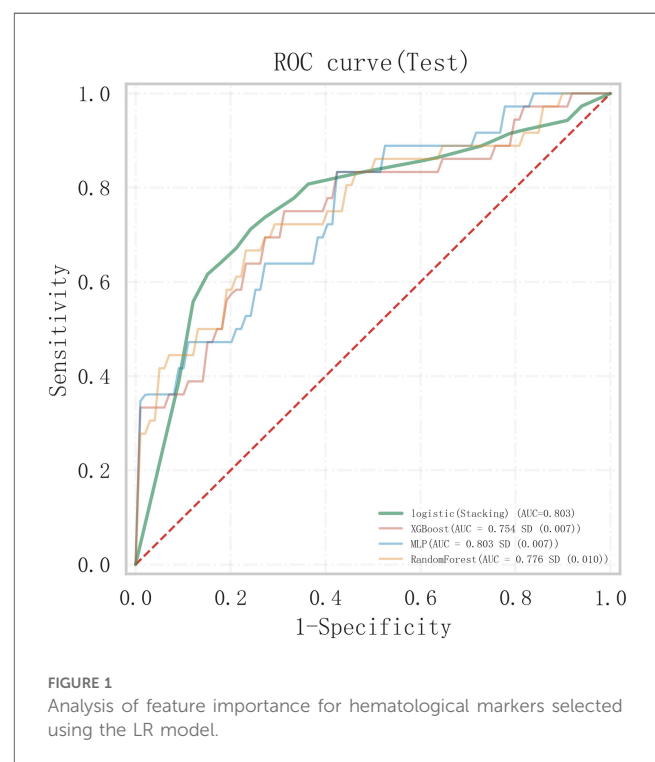 ROC curve(Test)
1.0
0.8
0.6
0.4
0.2
0.0
Sensitivity
logistic(Stacking) (AUC=0.803)
XGBoost(AUC = 0.754 SD (0.007))
MLP(AUC = 0.803 SD (0.007))
RandomForest(AUC = 0.776 SD (0.010))
0.0 0.2 0.4 0.6 0.8 1.0
1-Specificity
FIGURE 1
Analysis of feature importance for hematological markers selected
using the LR model.